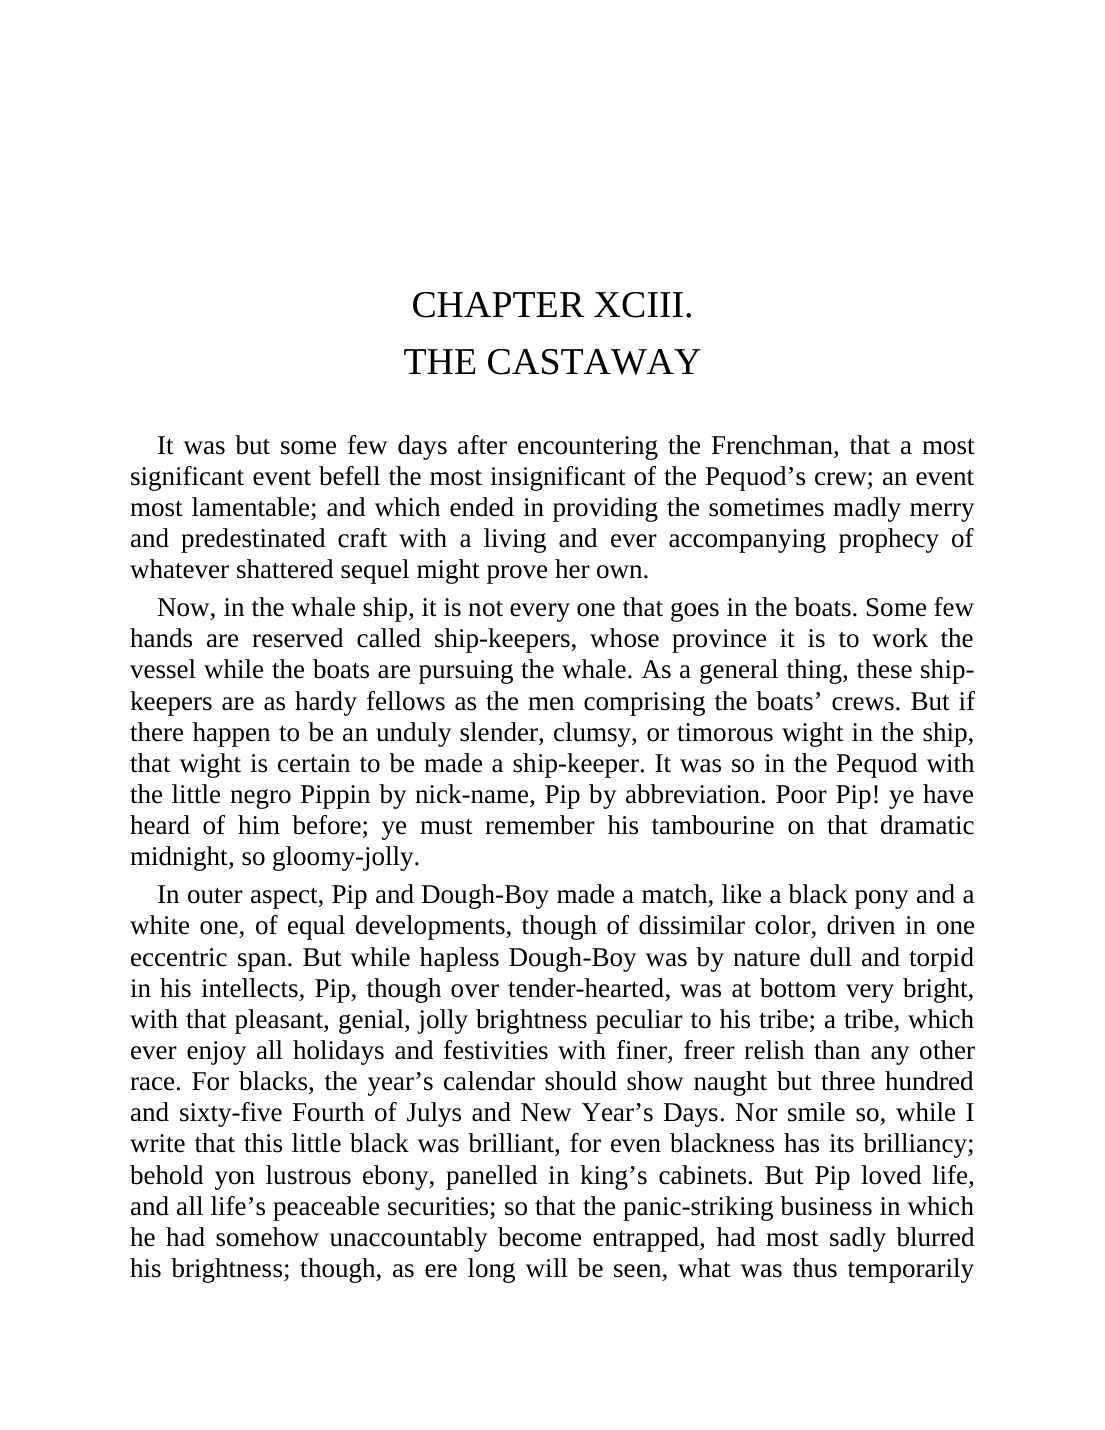 CHAPTER XCIII.
THE CASTAWAY
It was but some few days after encountering the Frenchman, that a most
significant event befell the most insignificant of the Pequod’s crew; an event
most lamentable; and which ended in providing the sometimes madly merry
and predestinated craft with a living and ever accompanying prophecy of
whatever shattered sequel might prove her own.
Now, in the whale ship, it is not every one that goes in the boats. Some few
hands are reserved called ship-keepers, whose province it is to work the
vessel while the boats are pursuing the whale. As a general thing, these ship-
keepers are as hardy fellows as the men comprising the boats’ crews. But if
there happen to be an unduly slender, clumsy, or timorous wight in the ship,
that wight is certain to be made a ship-keeper. It was so in the Pequod with
the little negro Pippin by nick-name, Pip by abbreviation. Poor Pip! ye have
heard of him before; ye must remember his tambourine on that dramatic
midnight, so gloomy-jolly.
In outer aspect, Pip and Dough-Boy made a match, like a black pony and a
white one, of equal developments, though of dissimilar color, driven in one
eccentric span. But while hapless Dough-Boy was by nature dull and torpid
in his intellects, Pip, though over tender-hearted, was at bottom very bright,
with that pleasant, genial, jolly brightness peculiar to his tribe; a tribe, which
ever enjoy all holidays and festivities with finer, freer relish than any other
race. For blacks, the year’s calendar should show naught but three hundred
and sixty-five Fourth of Julys and New Year’s Days. Nor smile so, while I
write that this little black was brilliant, for even blackness has its brilliancy;
behold yon lustrous ebony, panelled in king’s cabinets. But Pip loved life,
and all life’s peaceable securities; so that the panic-striking business in which
he had somehow unaccountably become entrapped, had most sadly blurred
his brightness; though, as ere long will be seen, what was thus temporarily